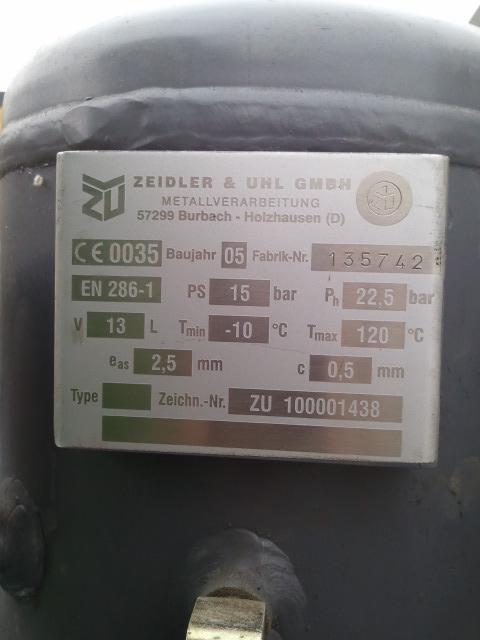 ZU ZEIDLER & UHL GMBH
METALLVERARBEITUNG
57299 Burbach - Holzhausen (D)
CE 0035 Baujahr 05 Fabrik-Nr. 135742
EN 286-1 PS 15 bar Ph 22,5 bar
V 13 L Tmin -10 °C Tmax 120 °C
eas 2,5 mm c 0,5 mm
Type Zeichn.-Nr. ZU 100001438